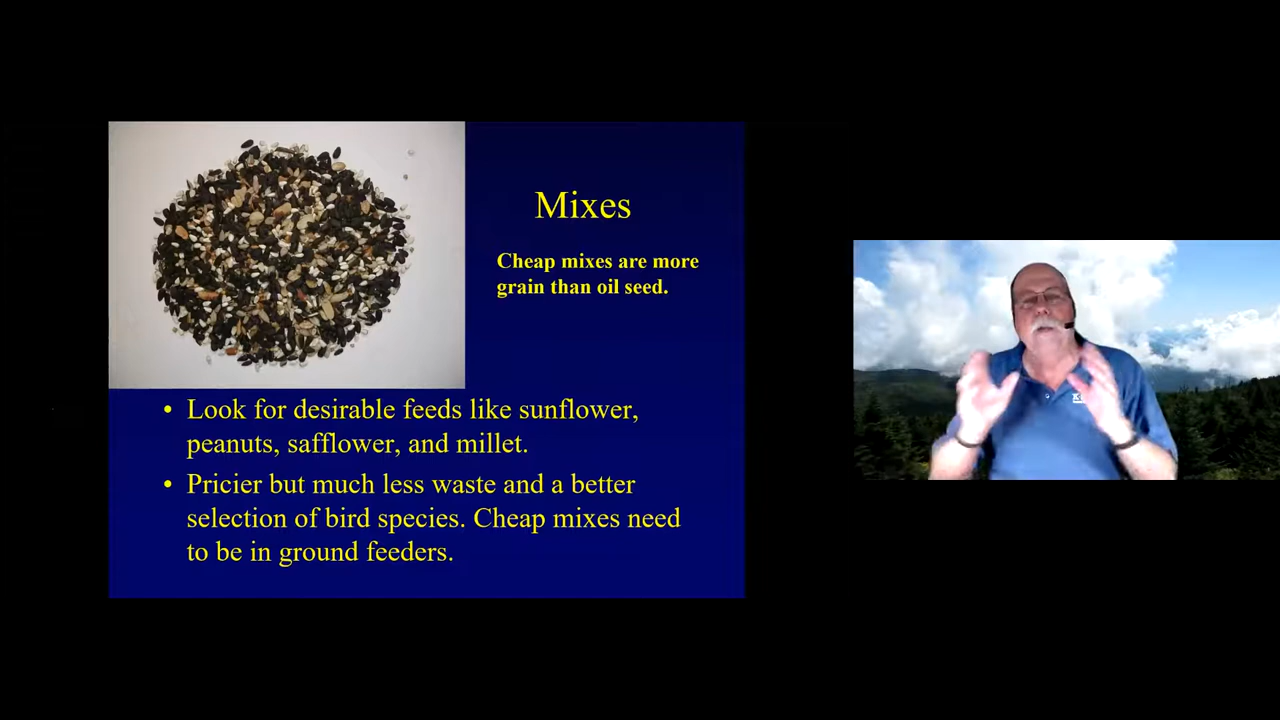 Mixes
Cheap mixes are more
grain than oil seed.
• Look for desirable feeds like sunflower,
peanuts, safflower, and millet.
• Pricier but much less waste and a better
selection of bird species. Cheap mixes need
to be in ground feeders.